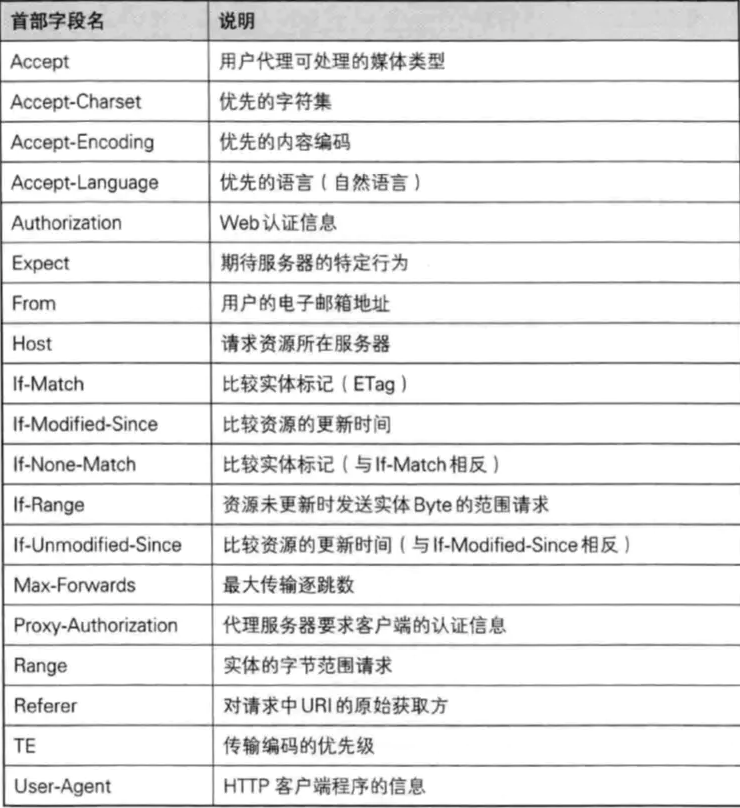 首部字段名 说明
Accept 用户代理可处理的媒体类型
Accept-Charset 优先的字符集
Accept-Encoding 优先的内容编码
Accept-Language 优先的语言（自然语言）
Authorization Web认证信息
Expect 期待服务器的特定行为
From 用户的电子邮箱地址
Host 请求资源所在服务器
If-Match 比较实体标记（ETag）
If-Modified-Since 比较资源的更新时间
If-None-Match 比较实体标记（与If-Match相反）
If-Range 资源未更新时发送实体Byte的范围请求
If-Unmodified-Since 比较资源的更新时间（与If-Modified-Since相反）
Max-Forwards 最大传输逐跳数
Proxy-Authorization 代理服务器要求客户端的认证信息
Range 实体的字节范围请求
Referer 对请求中URI的原始获取方
TE 传输编码的优先级
User-Agent HTTP 客户端程序的信息